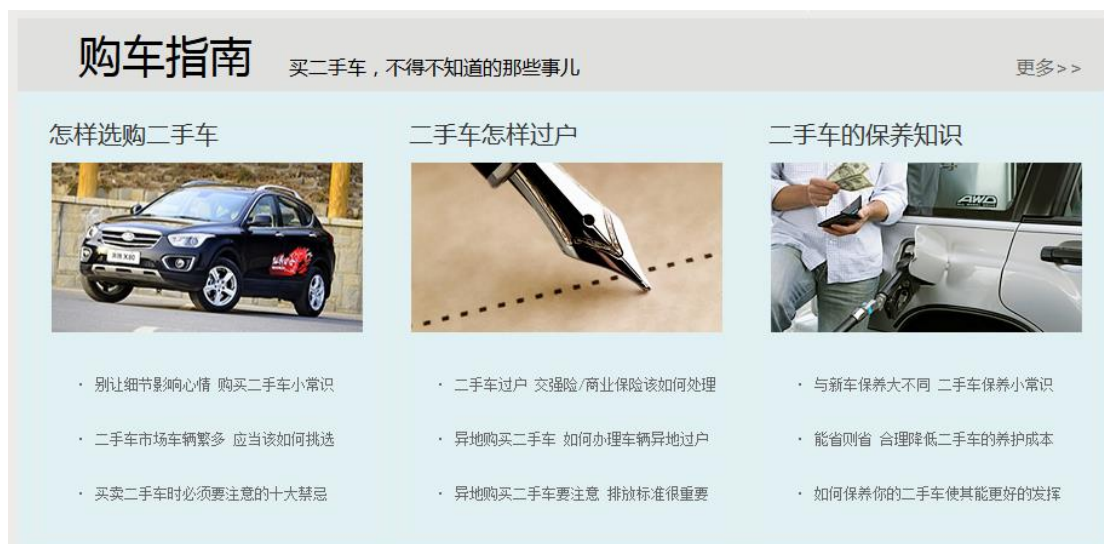 购车指南
买二手车，不得不知道的那些事儿
更多>>
怎样选购二手车
别让细节影响心情 购买二手车小常识
二手车市场车辆繁多 应当该如何挑选
买卖二手车时必须要注意的十大禁忌
二手车怎样过户
二手车过户 交强险/商业保险该如何处理
异地购买二手车 如何办理车辆异地过户
异地购买二手车要注意 排放标准很重要
二手车的保养知识
AWD
与新车保养大不同 二手车保养小常识
能省则省 合理降低二手车的养护成本
如何保养你的二手车使其能更好的发挥